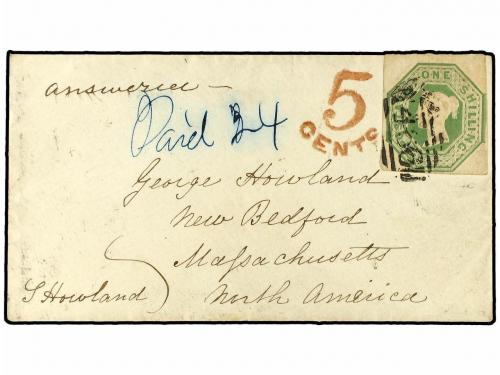 answered —
Paid 24
5
CENTS
ONE SHILLING
George Howland
New Bedford
Massachusetts
North America
S Howland